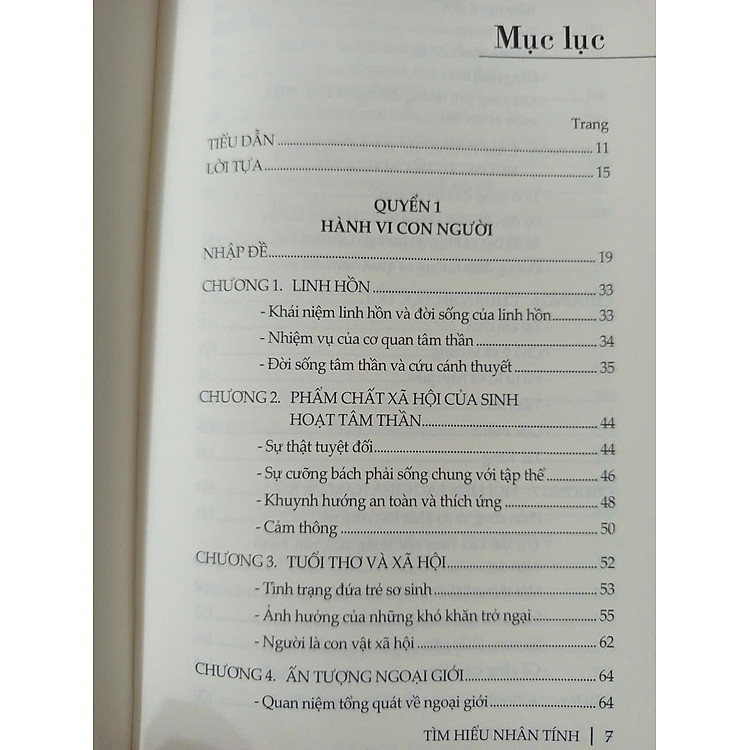 Mục lục
Trang
TIỂU DẪN 11
LỜI TỰA 15
QUYỂN 1
HÀNH VI CON NGƯỜI
NHẬP ĐỀ 19
CHƯƠNG 1. LINH HỒN 33
- Khái niệm linh hồn và đời sống của linh hồn 33
- Nhiệm vụ của cơ quan tâm thần 34
- Đời sống tâm thần và cứu cánh thuyết 35
CHƯƠNG 2. PHẨM CHẤT XÃ HỘI CỦA SINH
HOẠT TÂM THẦN 44
- Sự thật tuyệt đối 44
- Sự cưỡng bách phải sống chung với tập thể 46
- Khuynh hướng an toàn và thích ứng 48
- Cảm thông 50
CHƯƠNG 3. TUỔI THƠ VÀ XÃ HỘI 52
- Tình trạng đứa trẻ sơ sinh 53
- Ảnh hưởng của những khó khăn trở ngại 55
- Người là con vật xã hội 62
CHƯƠNG 4. ẤN TƯỢNG NGOẠI GIỚI 64
- Quan niệm tổng quát về ngoại giới 64
TÌM HIỂU NHÂN TÍNH | 7